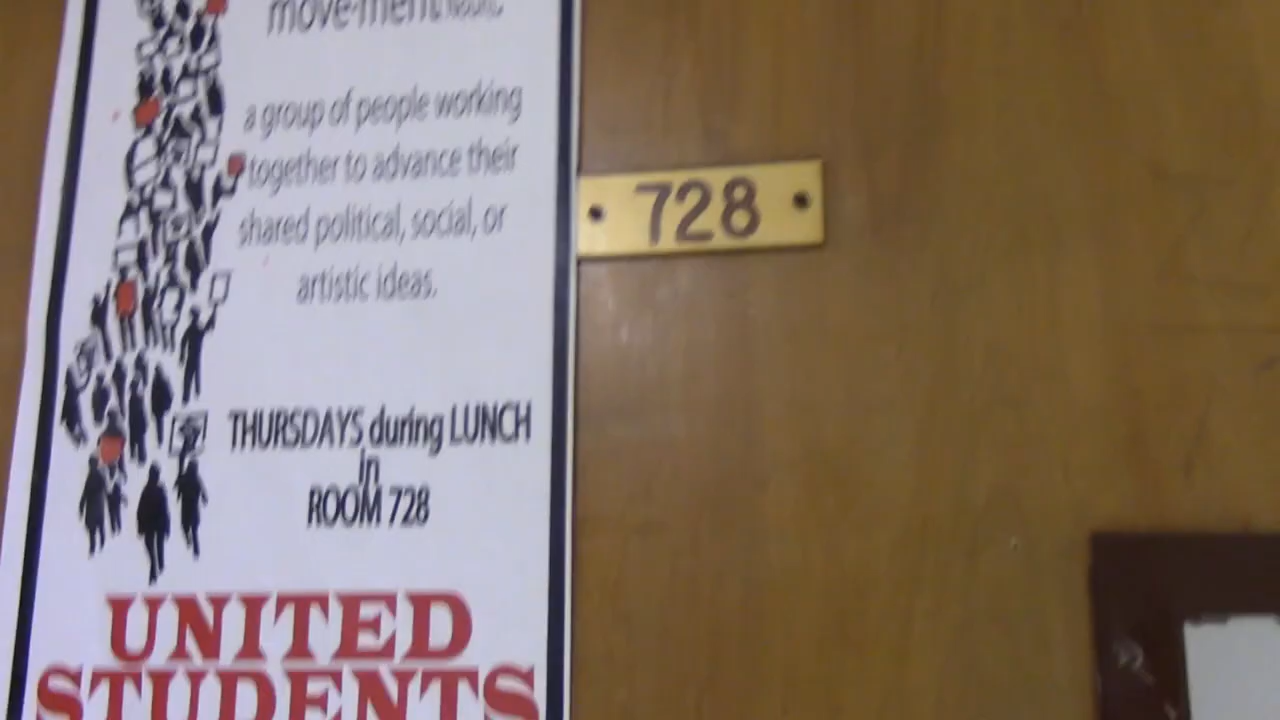 move-ment
a group of people working
together to advance their
shared political, social, or
artistic ideas.
THURSDAYS during LUNCH
in
ROOM 728
UNITED
STUDENTS
728